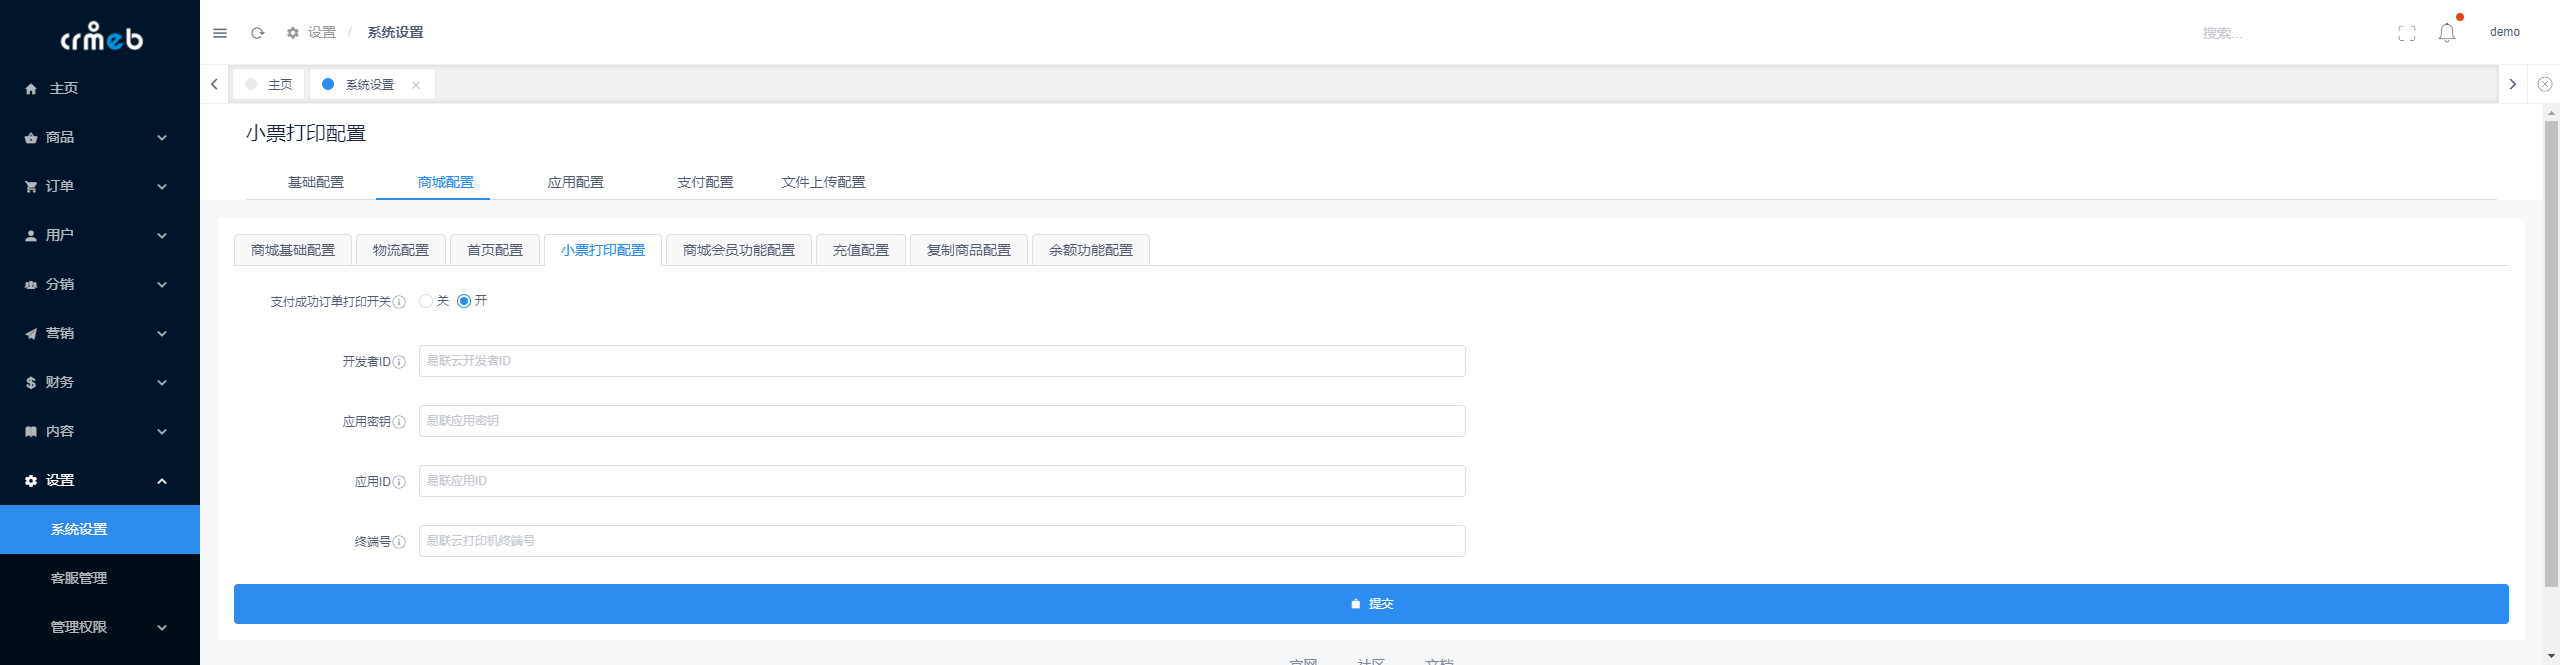 crmeb
设置 / 系统设置
搜索...
demo
主页
系统设置
主页
商品
订单
用户
分销
营销
财务
内容
设置
系统设置
客服管理
管理权限
小票打印配置
基础配置 商城配置 应用配置 支付配置 文件上传配置
商城基础配置 物流配置 首页配置 小票打印配置 商城会员功能配置 充值配置 复制商品配置 余额功能配置
支付成功订单打印开关 关 开
开发者ID 易联云开发者ID
应用密钥 易联应用密钥
应用ID 易联应用ID
终端号 易联云打印机终端号
提交
官网 社区 文档